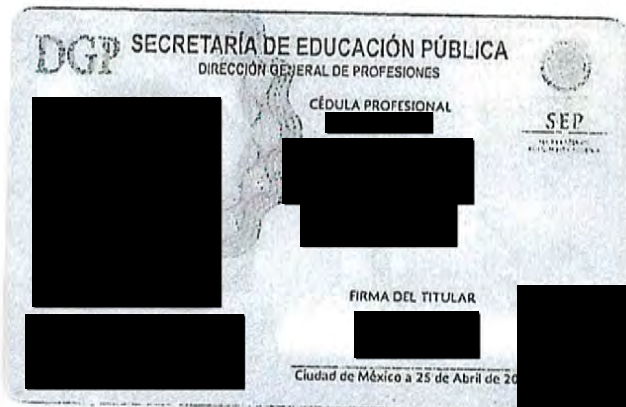 DGP SECRETARÍA DE EDUCACIÓN PÚBLICA
DIRECCIÓN GENERAL DE PROFESIONES
CÉDULA PROFESIONAL
SEP
FIRMA DEL TITULAR
Ciudad de México a 25 de Abril de 20